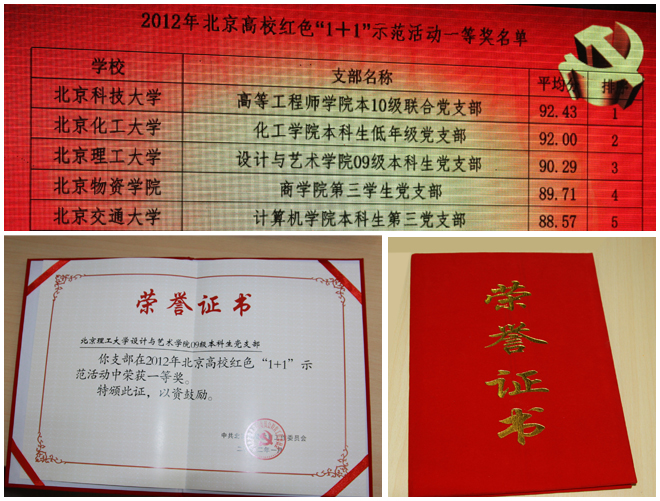 2012年北京高校红色“1+1”示范活动一等奖名单
学校 支部名称 平均分
北京科技大学 高等工程师学院本10级联合党支部 92.43 1
北京化工大学 化工学院本科生低年级党支部 92.00 2
北京理工大学 设计与艺术学院09级本科生党支部 90.29 3
北京物资学院 商学院第三学生党支部 89.71 4
北京交通大学 计算机学院本科生第三党支部 88.57 5
荣誉证书
北京理工大学设计与艺术学院09级本科生党支部
你支部在2012年北京高校红色“1+1”示
范活动中荣获一等奖。
特颁此证，以资鼓励。
中共北
委员会
二年一
荣
誉
证
书